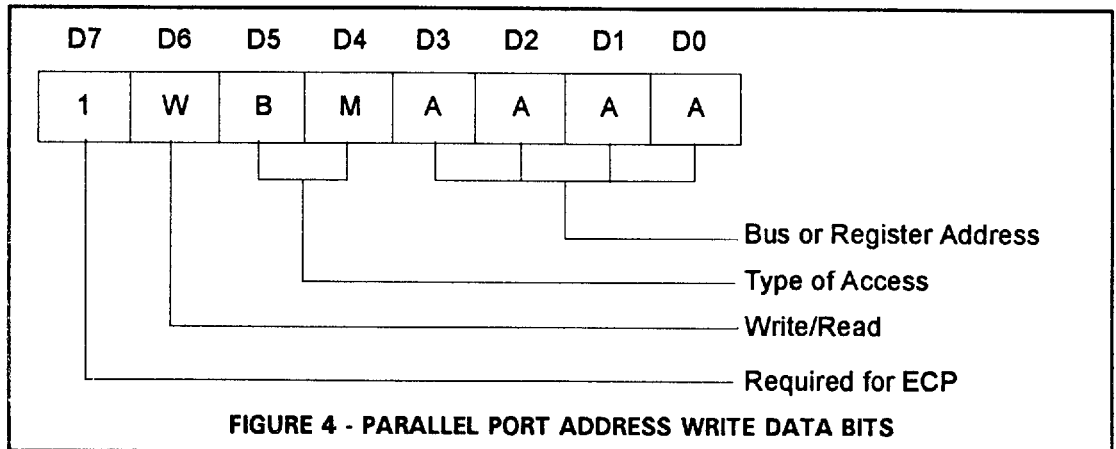 D7 D6 D5 D4 D3 D2 D1 D0
1 W B M A A A A
Bus or Register Address
Type of Access
Write/Read
Required for ECP
FIGURE 4 - PARALLEL PORT ADDRESS WRITE DATA BITS